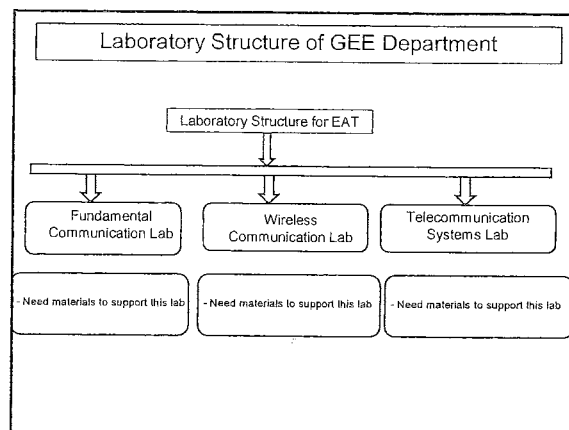 Laboratory Structure of GEE Department
Laboratory Structure for EAT
Fundamental
Communication Lab
Wireless
Communication Lab
Telecommunication
Systems Lab
- Need materials to support this lab
- Need materials to support this lab
- Need materials to support this lab